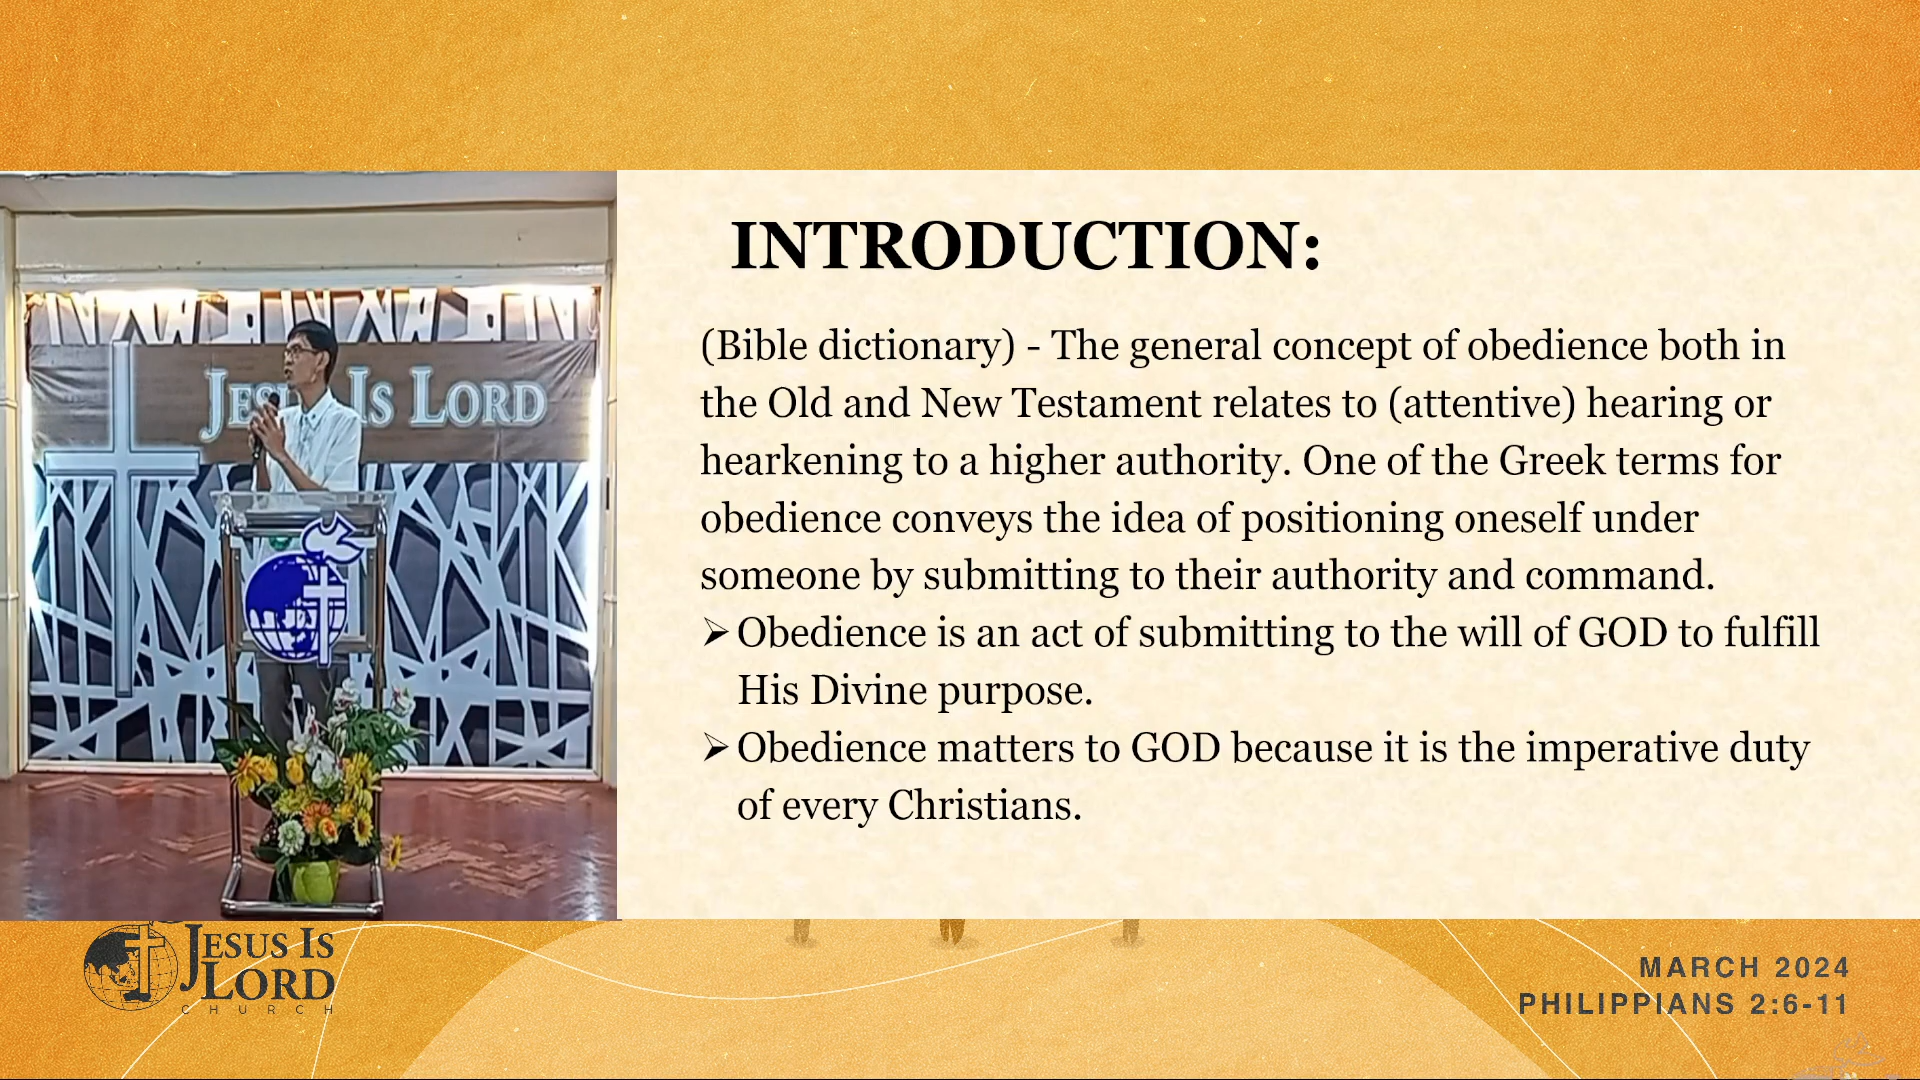 JESUS IS LORD
INTRODUCTION:
(Bible dictionary) - The general concept of obedience both in
the Old and New Testament relates to (attentive) hearing or
hearkening to a higher authority. One of the Greek terms for
obedience conveys the idea of positioning oneself under
someone by submitting to their authority and command.
➢Obedience is an act of submitting to the will of GOD to fulfill
His Divine purpose.
➢Obedience matters to GOD because it is the imperative duty
of every Christians.
JESUS IS
LORD
CHURCH
MARCH 2024
PHILIPPIANS 2:6-11